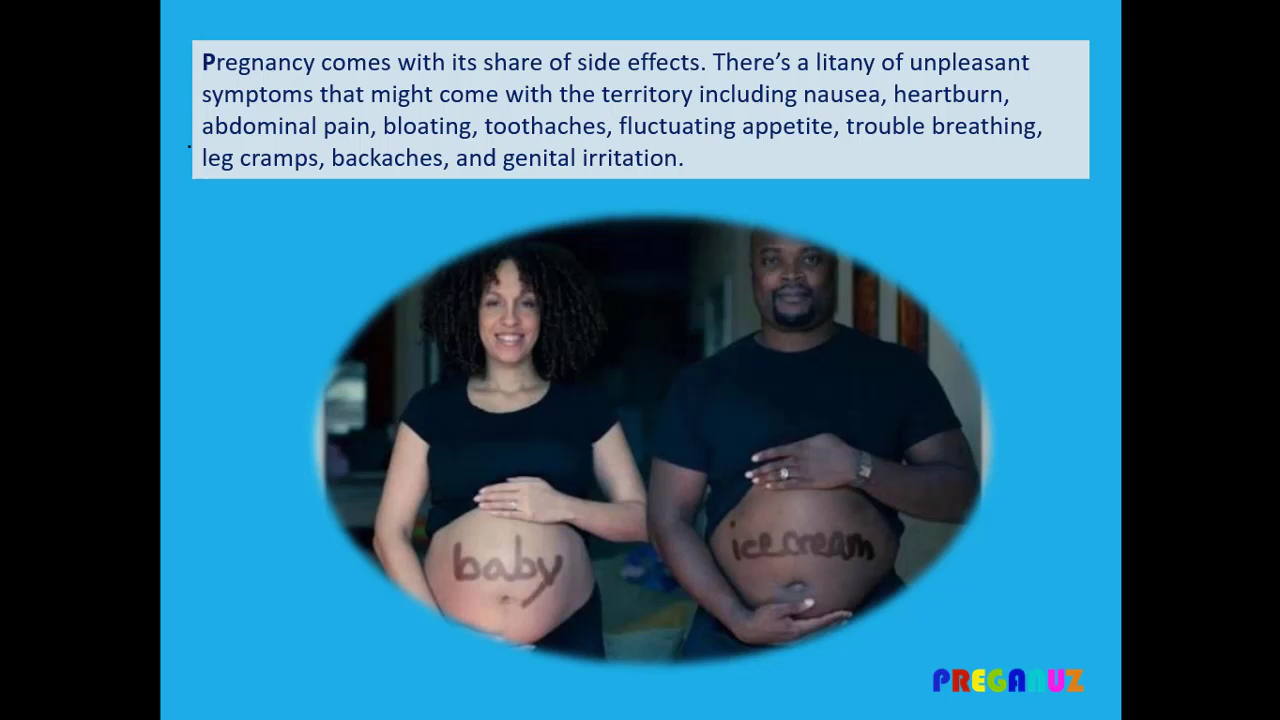 Pregnancy comes with its share of side effects. There’s a litany of unpleasant
symptoms that might come with the territory including nausea, heartburn,
abdominal pain, bloating, toothaches, fluctuating appetite, trouble breathing,
leg cramps, backaches, and genital irritation.
baby
ice cream
PREGANUZ